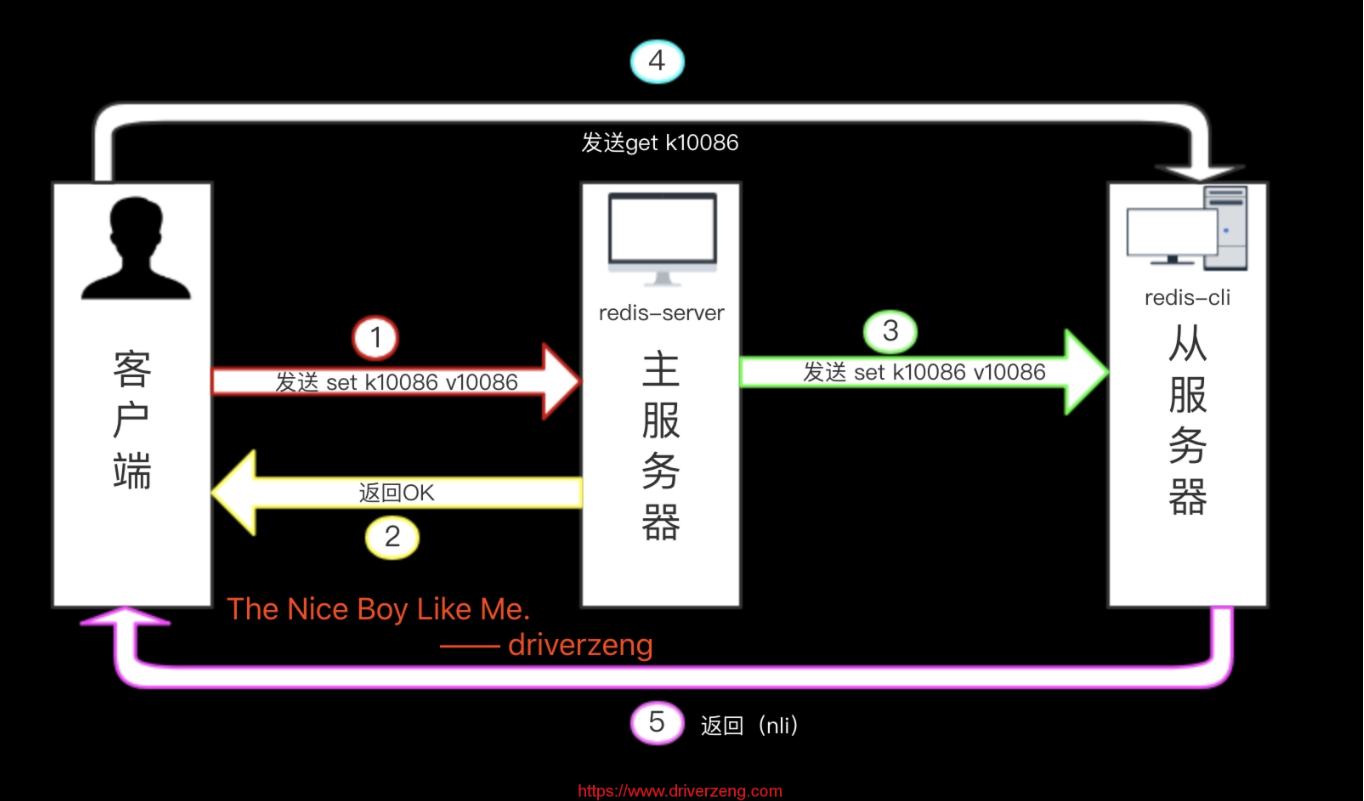 4
发送get k10086
redis-server
redis-cli
1
发送 set k10086 v10086
3
发送 set k10086 v10086
客户端
主服务器
从服务器
返回OK
2
The Nice Boy Like Me.
—— driverzeng
5
返回（nli）
https://www.driverzeng.com